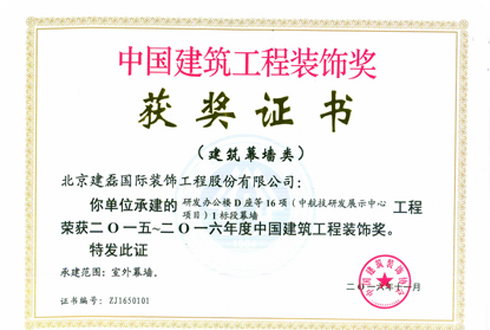 中国建筑工程装饰奖
获奖证书
（建筑幕墙类）
北京建磊国际装饰工程股份有限公司：
你单位承建的 研发办公楼D座等16项（中航技研发展示中心项目）1标段幕墙 工程
荣获二〇一五~二〇一六年度中国建筑工程装饰奖。
特发此证
承建范围：室外幕墙。
证书编号：ZJ1650101
二〇一六年十一月